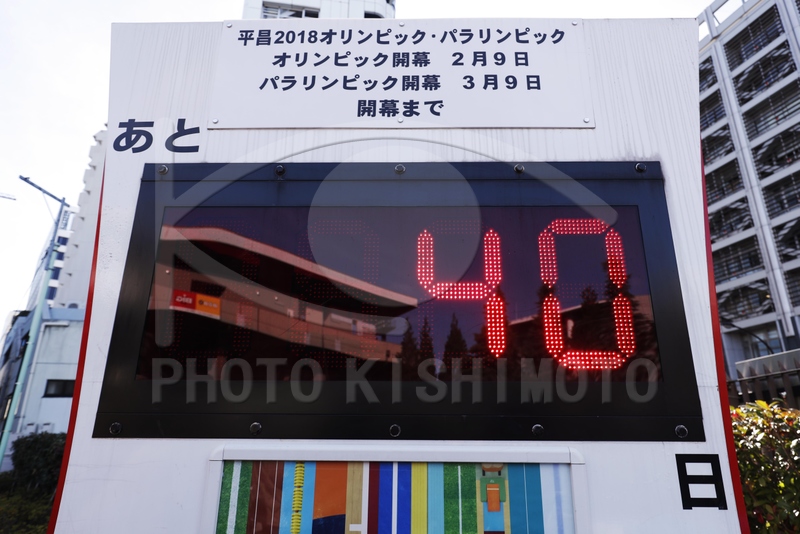 平昌2018オリンピック・パラリンピック
オリンピック開幕　2月9日
パラリンピック開幕　3月9日
開幕まで
あと
40
日
PHOTO KISHIMOTO